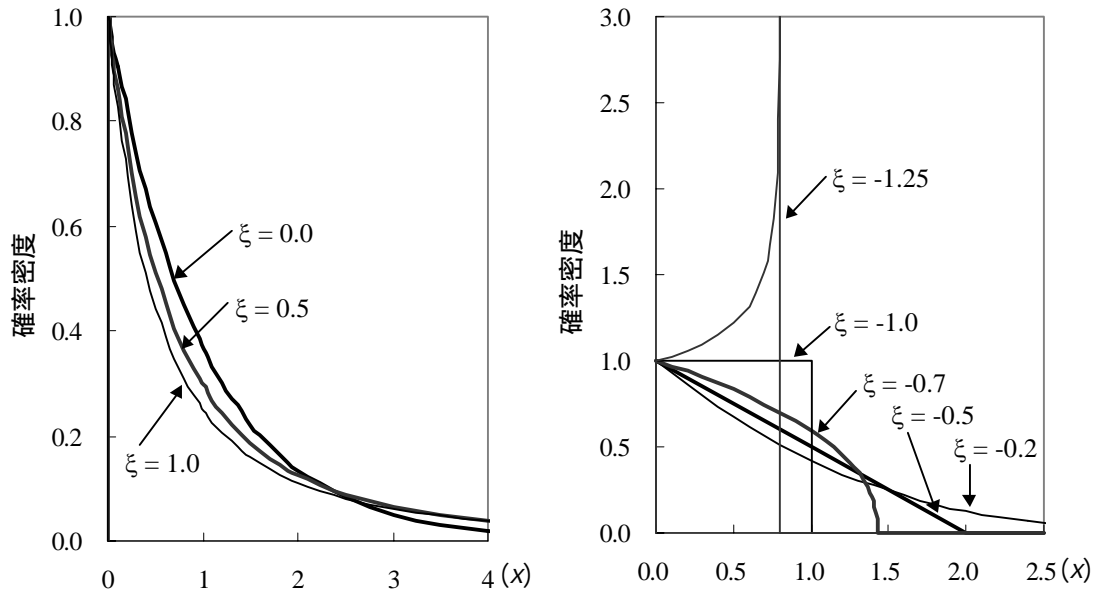 1.0
0.8
0.6
0.4
0.2
0.0
確率密度
ξ = 0.0
ξ = 0.5
ξ = 1.0
0 1 2 3 4 (x)
3.0
2.5
2.0
1.5
1.0
0.5
0.0
確率密度
ξ = -1.25
ξ = -1.0
ξ = -0.7
ξ = -0.5
ξ = -0.2
0.0 0.5 1.0 1.5 2.0 2.5 (x)